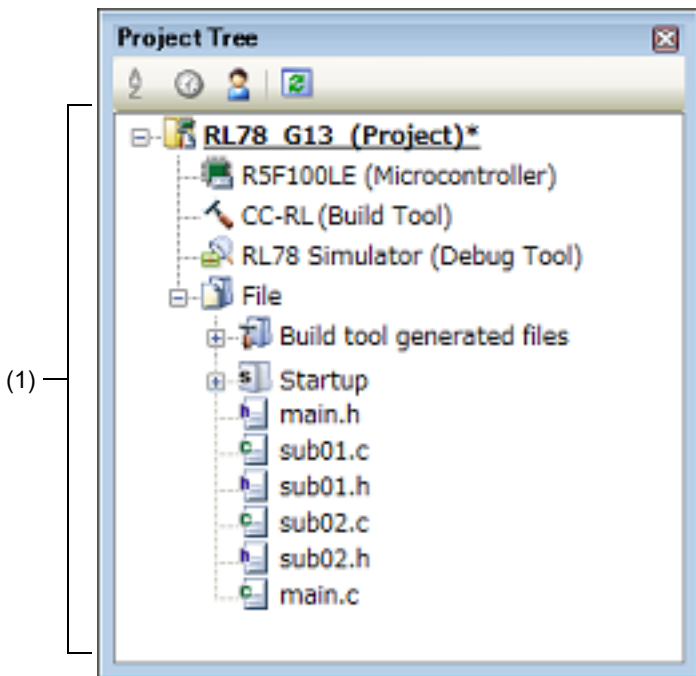 Project Tree
RL78_G13 (Project)*
R5F100LE (Microcontroller)
CC-RL (Build Tool)
RL78 Simulator (Debug Tool)
File
Build tool generated files
(1)
Startup
main.h
sub01.c
sub01.h
sub02.c
sub02.h
main.c